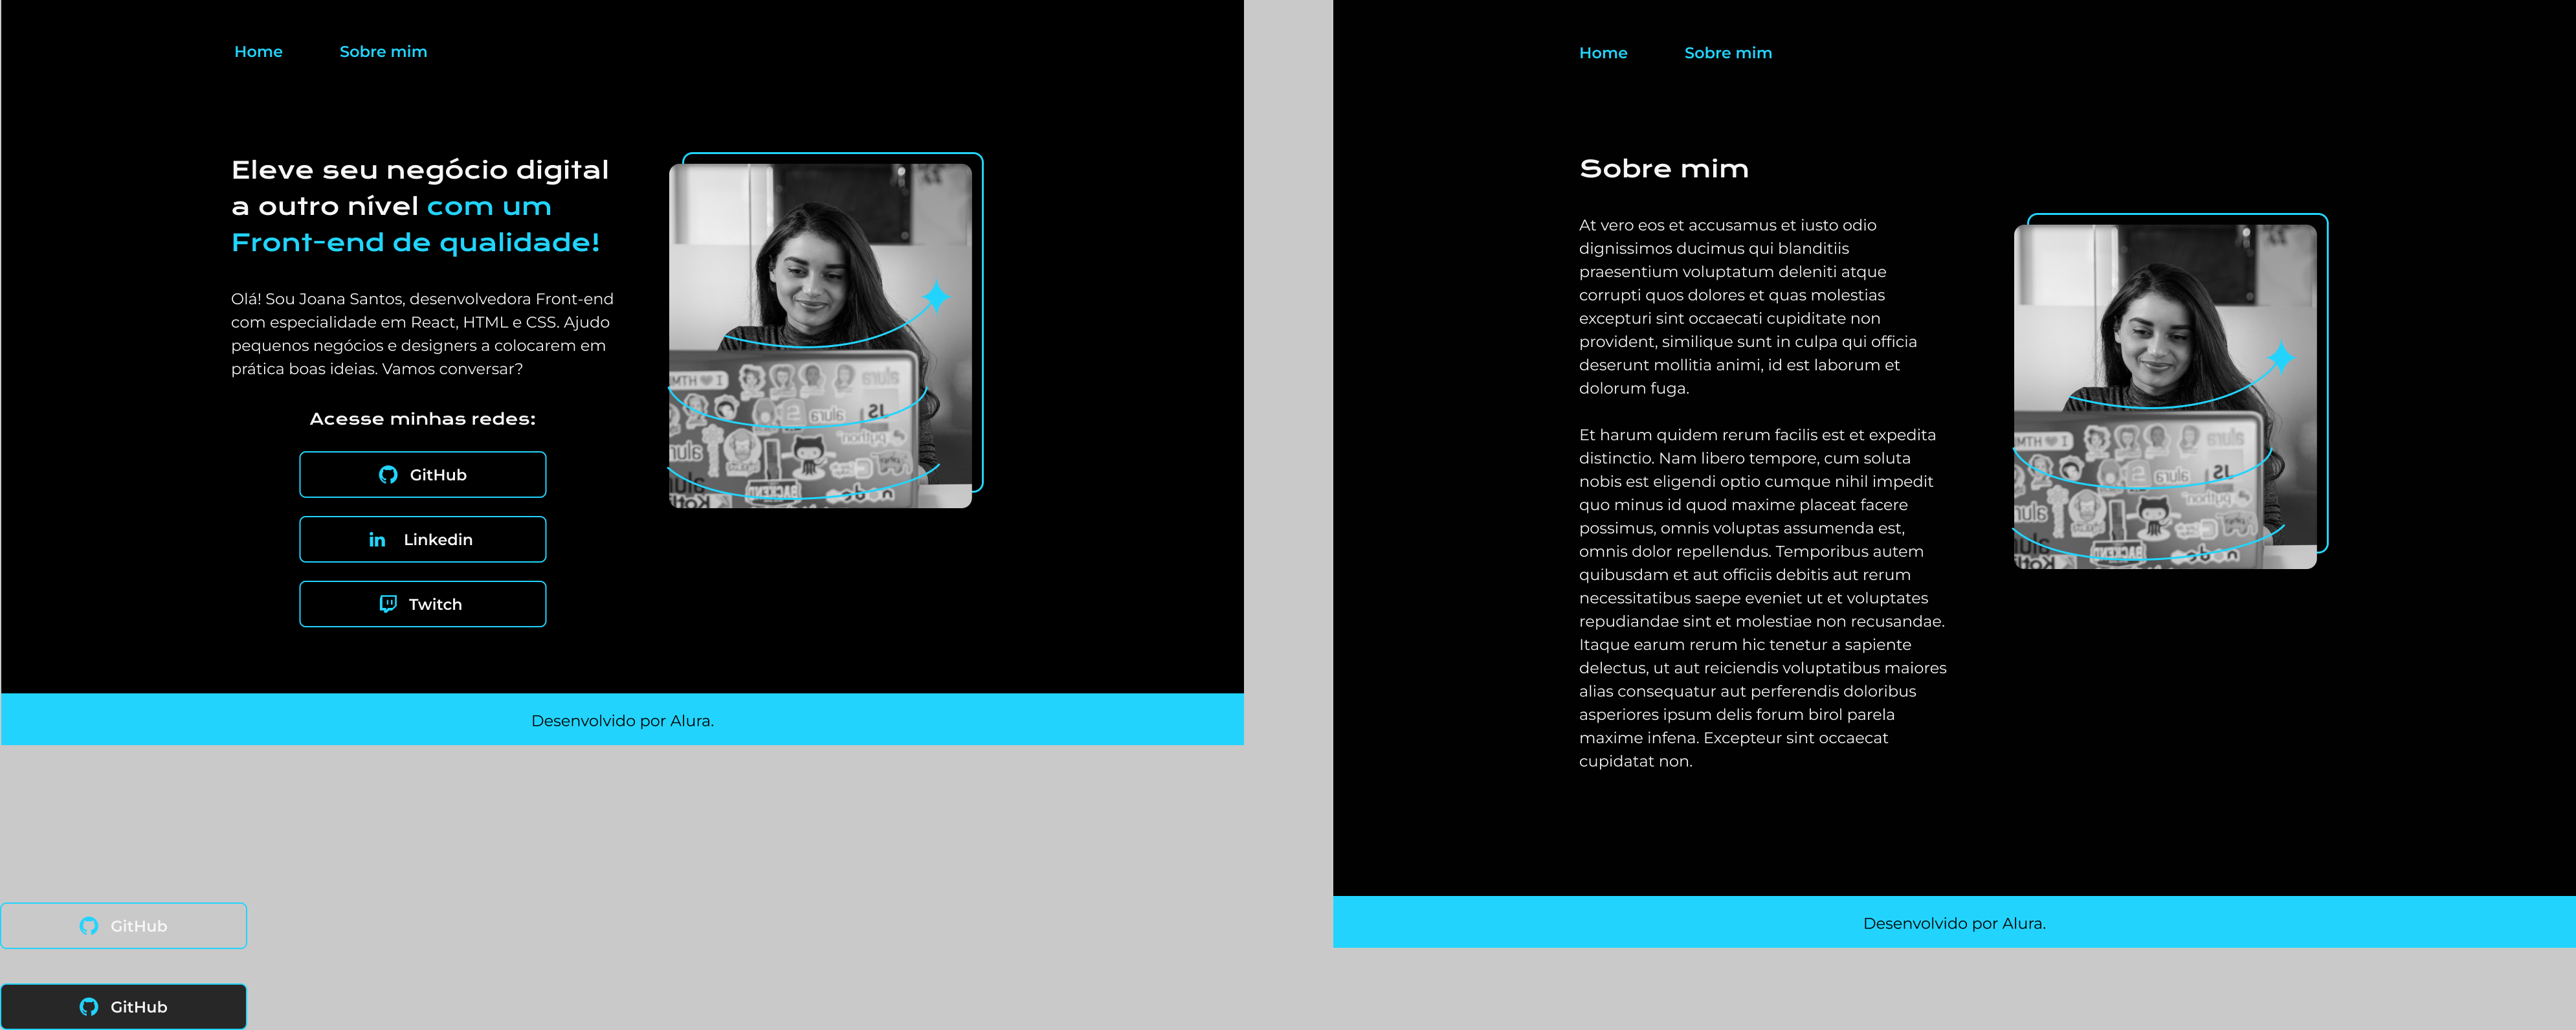 Home
Sobre mim
Eleve seu negócio digital
a outro nível com um
Front-end de qualidade!
Olá! Sou Joana Santos, desenvolvedora Front-end
com especialidade em React, HTML e CSS. Ajudo
pequenos negócios e designers a colocarem em
prática boas ideias. Vamos conversar?
Acesse minhas redes:
GitHub
Linkedin
Twitch
Desenvolvido por Alura.
GitHub
GitHub
Home
Sobre mim
Sobre mim
At vero eos et accusamus et iusto odio
dignissimos ducimus qui blanditiis
praesentium voluptatum deleniti atque
corrupti quos dolores et quas molestias
excepturi sint occaecati cupiditate non
provident, similique sunt in culpa qui officia
deserunt mollitia animi, id est laborum et
dolorum fuga.
Et harum quidem rerum facilis est et expedita
distinctio. Nam libero tempore, cum soluta
nobis est eligendi optio cumque nihil impedit
quo minus id quod maxime placeat facere
possimus, omnis voluptas assumenda est,
omnis dolor repellendus. Temporibus autem
quibusdam et aut officiis debitis aut rerum
necessitatibus saepe eveniet ut et voluptates
repudiandae sint et molestiae non recusandae.
Itaque earum rerum hic tenetur a sapiente
delectus, ut aut reiciendis voluptatibus maiores
alias consequatur aut perferendis doloribus
asperiores ipsum delis forum birol parela
maxime infena. Excepteur sint occaecat
cupidatat non.
Desenvolvido por Alura.